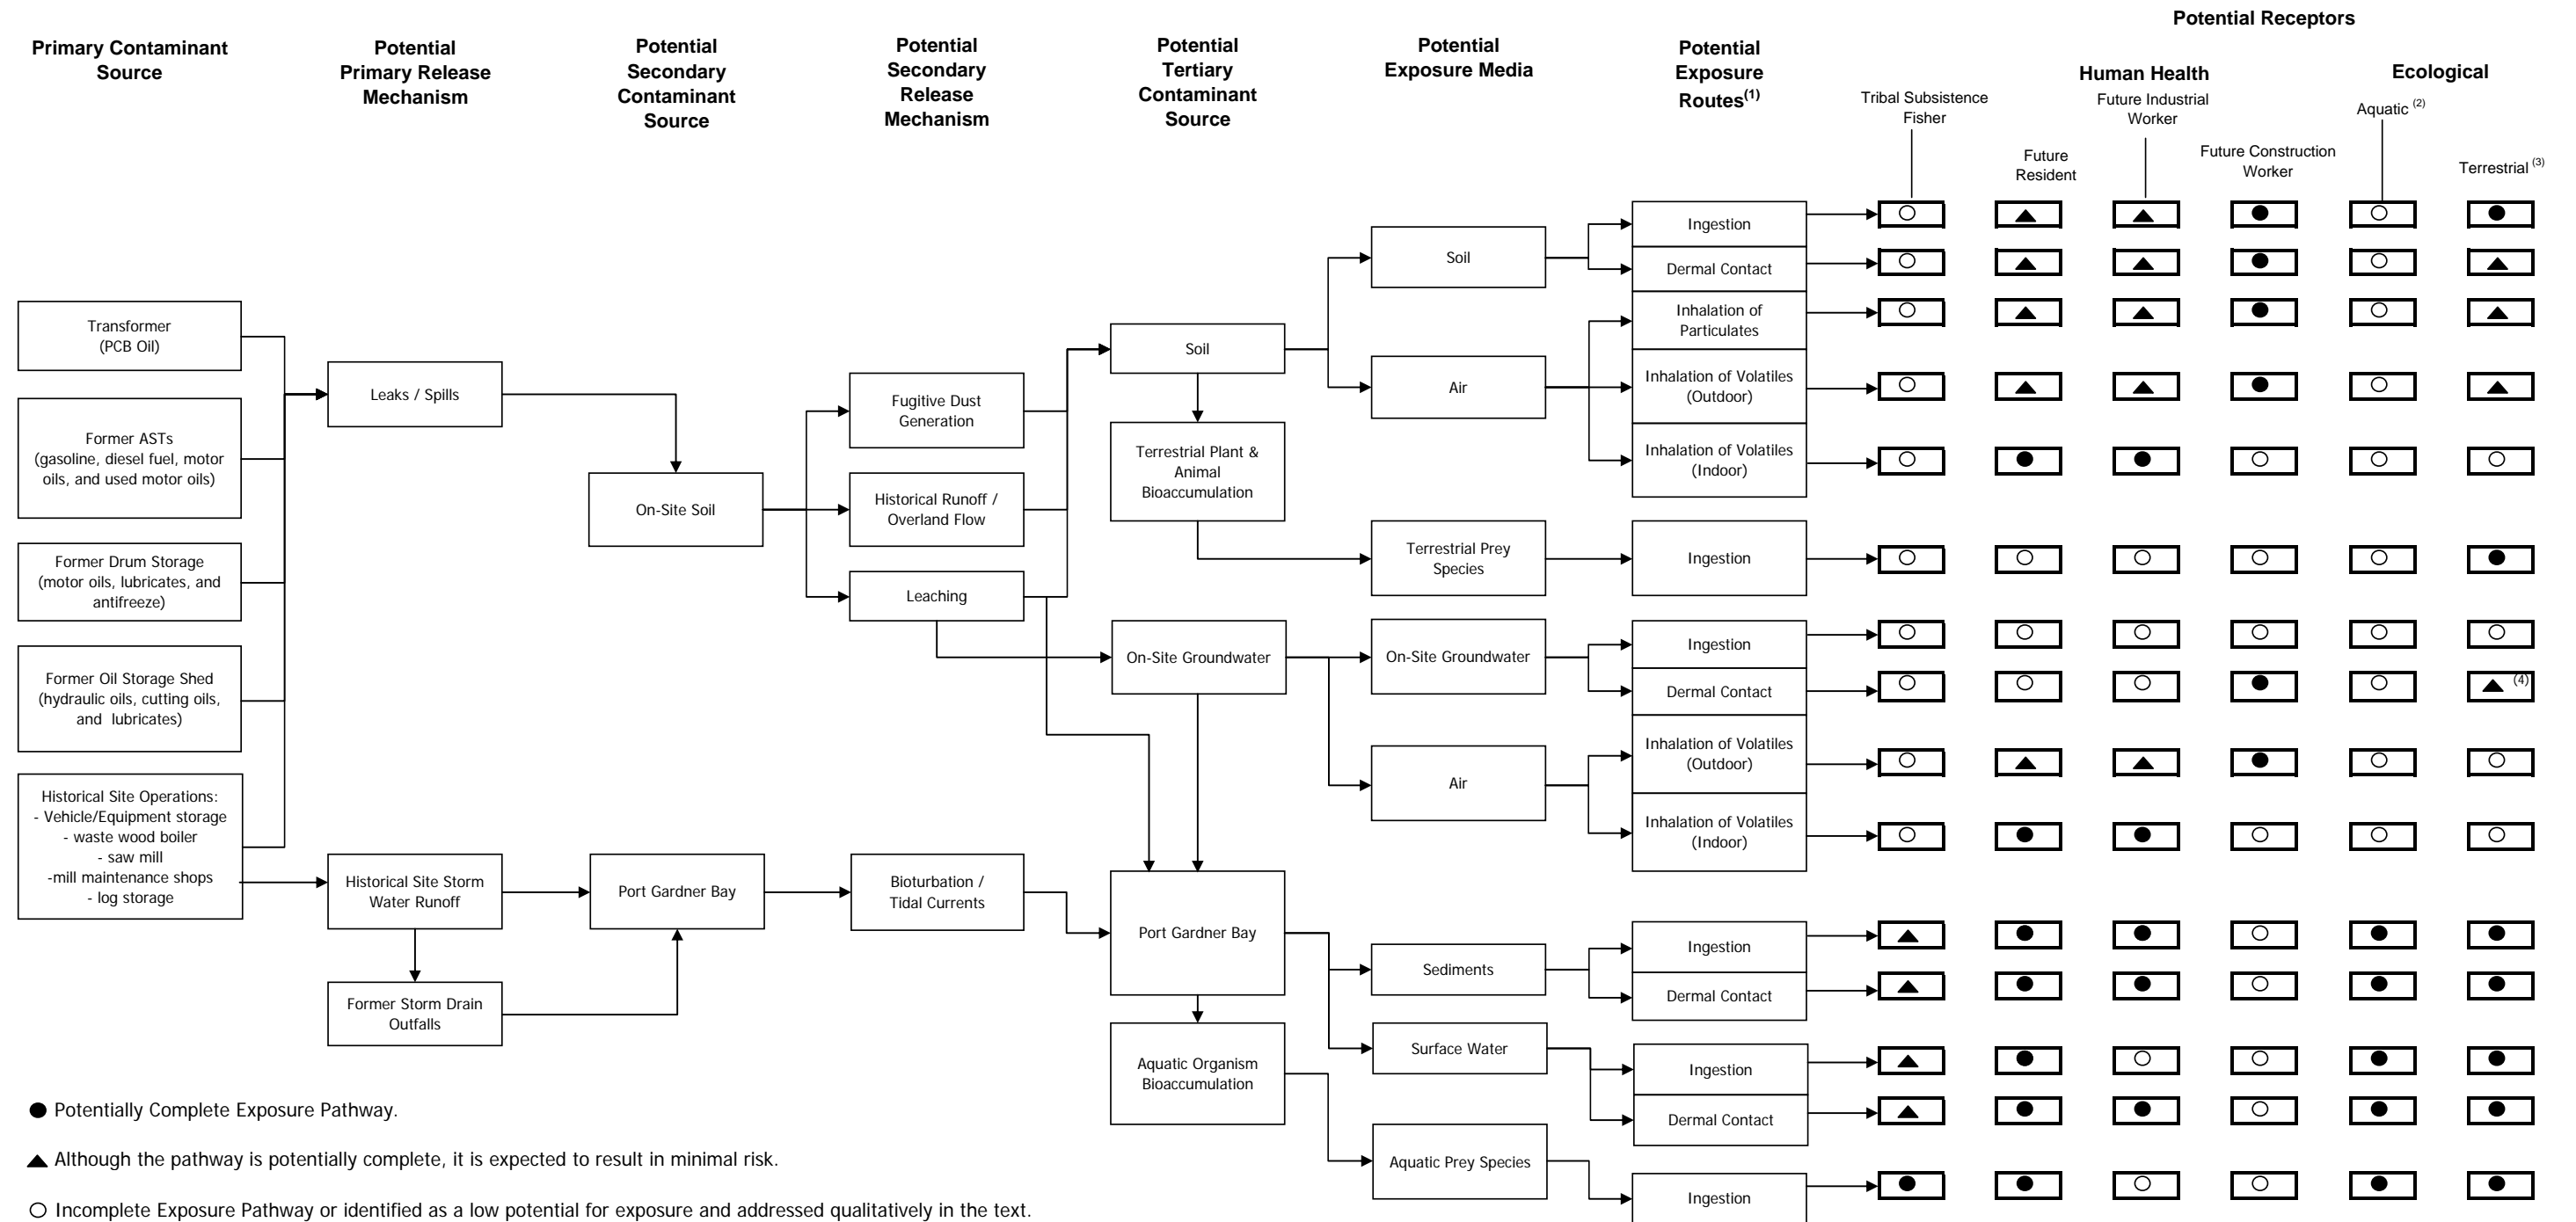 Potential Receptors
Primary Contaminant
Source
Potential
Primary Release
Mechanism
Potential
Secondary
Contaminant
Source
Potential
Secondary
Release
Mechanism
Potential
Tertiary
Contaminant
Source
Potential
Exposure Media
Potential
Exposure
Routes(1)
Human Health
Ecological
Tribal Subsistence
Fisher
Future
Resident
Future Industrial
Worker
Future Construction
Worker
Aquatic (2)
Terrestrial (3)
Transformer
(PCB Oil)
Former ASTs
(gasoline, diesel fuel, motor
oils, and used motor oils)
Former Drum Storage
(motor oils, lubricates, and
antifreeze)
Former Oil Storage Shed
(hydraulic oils, cutting oils,
and lubricates)
Historical Site Operations:
- Vehicle/Equipment storage
- waste wood boiler
- saw mill
-mill maintenance shops
- log storage
Leaks / Spills
Historical Site Storm
Water Runoff
Former Storm Drain
Outfalls
On-Site Soil
Port Gardner Bay
Fugitive Dust
Generation
Historical Runoff /
Overland Flow
Leaching
Bioturbation /
Tidal Currents
Soil
Terrestrial Plant &
Animal
Bioaccumulation
On-Site Groundwater
Port Gardner Bay
Aquatic Organism
Bioaccumulation
Soil
Air
Terrestrial Prey
Species
On-Site Groundwater
Air
Sediments
Surface Water
Aquatic Prey Species
Ingestion
Dermal Contact
Inhalation of
Particulates
Inhalation of Volatiles
(Outdoor)
Inhalation of Volatiles
(Indoor)
Ingestion
Ingestion
Dermal Contact
Inhalation of Volatiles
(Outdoor)
Inhalation of Volatiles
(Indoor)
Ingestion
Dermal Contact
Ingestion
Dermal Contact
Ingestion
(4)
Potentially Complete Exposure Pathway.
Although the pathway is potentially complete, it is expected to result in minimal risk.
Incomplete Exposure Pathway or identified as a low potential for exposure and addressed qualitatively in the text.